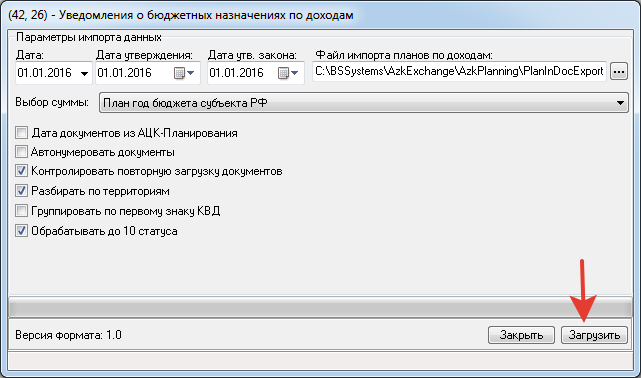 (42, 26) - Уведомления о бюджетных назначениях по доходам
Параметры импорта данных
Дата: Дата утверждения: Дата утв. закона: Файл импорта планов по доходам:
01.01.2016 01.01.2016 01.01.2016 C:\BSSystems\AzkExchange\AzkPlanning\PlanInDocExport ...
Выбор суммы: План год бюджета субъекта РФ
Дата документов из АЦК-Планирования
Автонумеровать документы
Контролировать повторную загрузку документов
Разбирать по территориям
Группировать по первому знаку КВД
Обрабатывать до 10 статуса
Версия формата: 1.0 Закрыть Загрузить